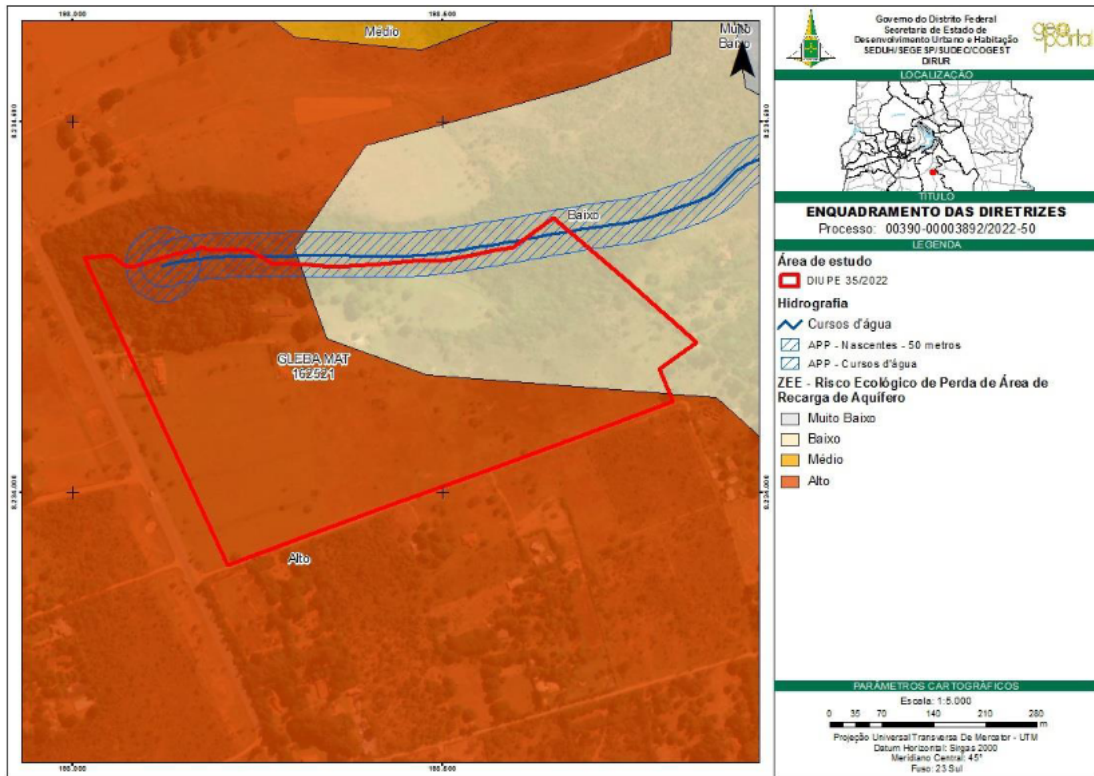 Médio
Muito
Baixo
Baixo
GLEBA MAT
162521
Alto
8.234.000
Governo do Distrito Federal
Secretaria de Estado de
Desenvolvimento Urbano e Habitação
SEDUH/SEGESP/SUDEC/COGEST
DIRUR
geoportal
LOCALIZAÇÃO
TÍTULO
ENQUADRAMENTO DAS DIRETRIZES
Processo: 00390-00003892/2022-50
LEGENDA
Área de estudo
DIUPE 35/2022
Hidrografia
Cursos d'água
APP - Nascentes - 50 metros
APP - Cursos d'água
ZEE - Risco Ecológico de Perda de Área de
Recarga de Aquífero
Muito Baixo
Baixo
Médio
Alto
PARÂMETROS CARTOGRÁFICOS
Escala: 1:5.000
0 35 70 140 210 280
m
Projeção Universal Transversa De Mercator - UTM
Datum Horizontal: Sirgas 2000
Meridiano Central: 45°
Fuso: 23 Sul